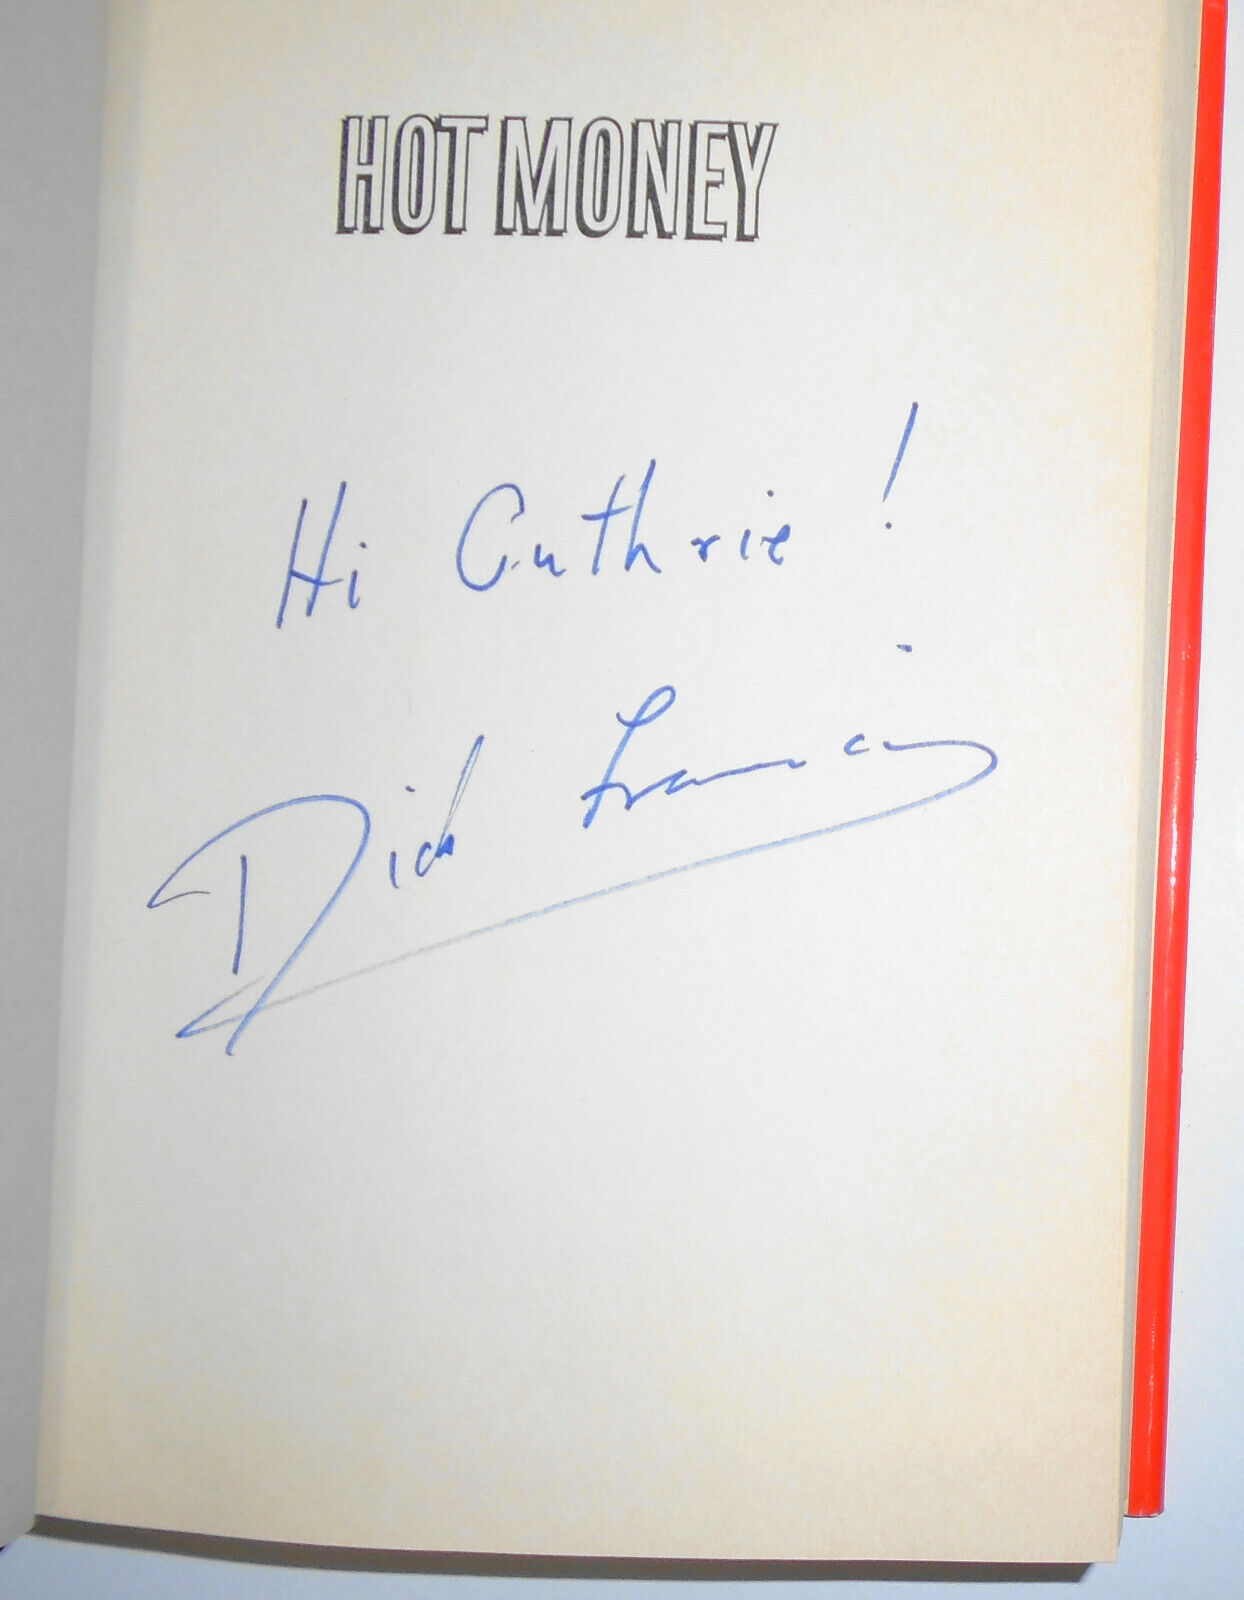 HOT MONEY
Hi Guthrie!
Dick Francis